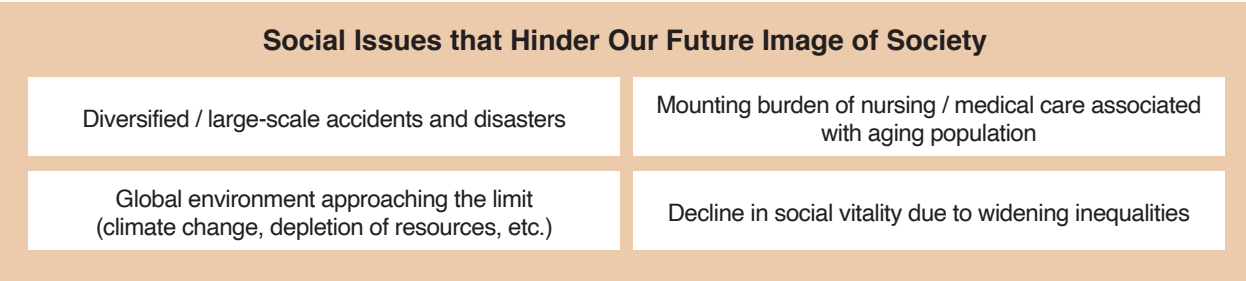 Social Issues that Hinder Our Future Image of Society
Diversified / large-scale accidents and disasters
Mounting burden of nursing / medical care associated
with aging population
Global environment approaching the limit
(climate change, depletion of resources, etc.)
Decline in social vitality due to widening inequalities